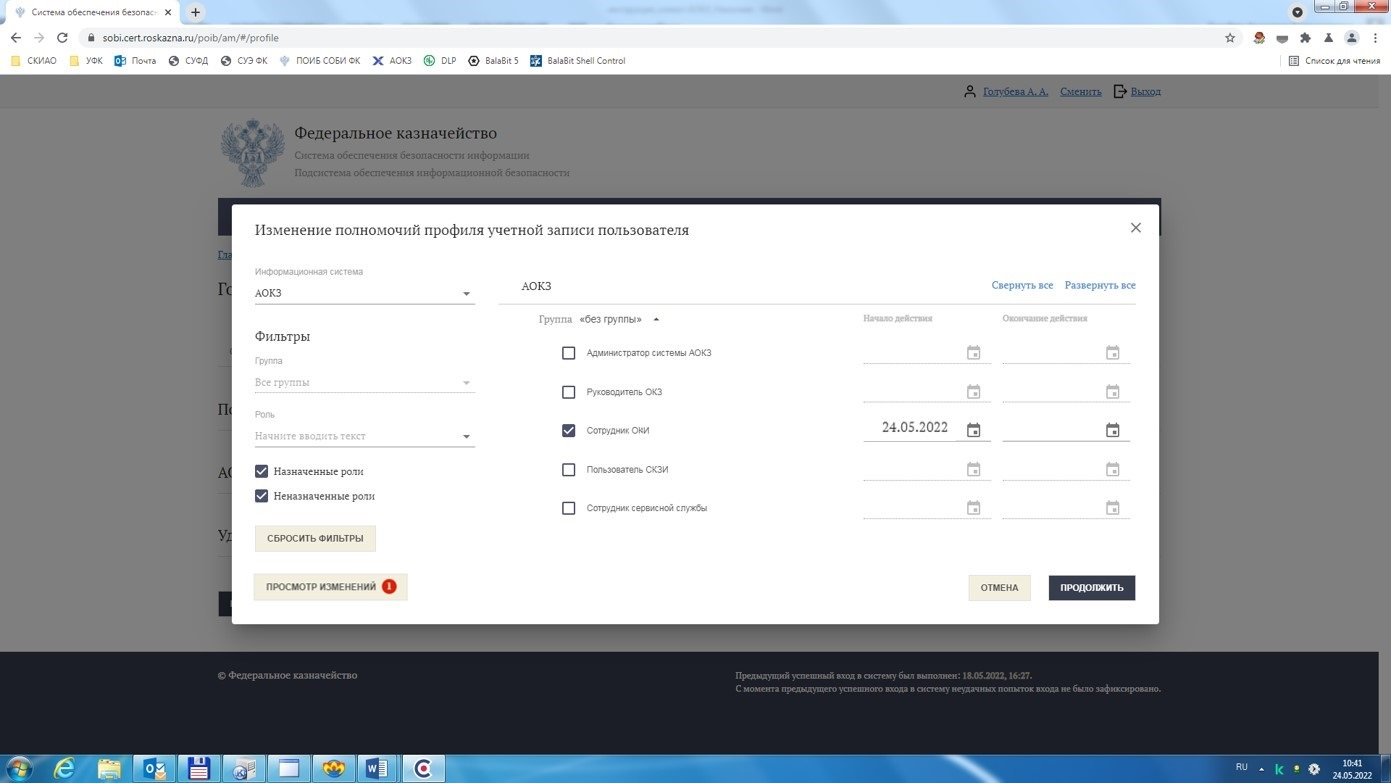 Система обеспечения безопас
sobi.cert.roskazna.ru/poib/am/#/profile
СКИАО УФК Почта СУФД СУЭ ФК ПОИБ СОБИ ФК АОКЗ DLP BalaBit 5 BalaBit Shell Control Список для чтения
Голубева А. А. Сменить Выход
Федеральное казначейство
Система обеспечения безопасности информации
Подсистема обеспечения информационной безопасности
Изменение полномочий профиля учетной записи пользователя
Гла
Информационная система
АОКЗ
АОКЗ Свернуть все Развернуть все
Группа «без группы» Начало действия Окончание действия
Фильтры
Группа
Все группы
Администратор системы АОКЗ
Руководитель ОКЗ
Роль
Начните вводить текст
Сотрудник ОКИ 24.05.2022
Назначенные роли
Пользователь СКЗИ
Неназначенные роли
Сотрудник сервисной службы
СБРОСИТЬ ФИЛЬТРЫ
ПРОСМОТР ИЗМЕНЕНИЙ 1 ОТМЕНА ПРОДОЛЖИТЬ
© Федеральное казначейство
Предыдущий успешный вход в систему был выполнен: 18.05.2022, 16:27.
С момента предыдущего успешного входа в систему неудачных попыток входа не было зафиксировано.
RU 10:41
24.05.2022